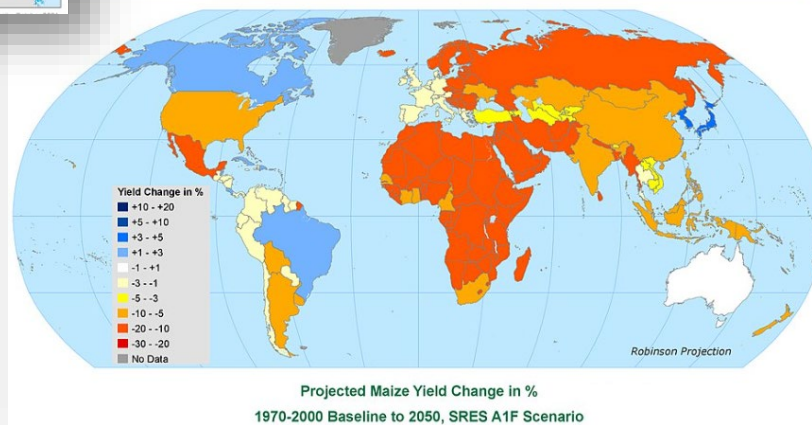 Yield Change in %
+10 - +20
+5 - +10
+3 - +5
+1 - +3
-1 - +1
-3 - -1
-5 - -3
-10 - -5
-20 - -10
-30 - -20
No Data
Robinson Projection
Projected Maize Yield Change in %
1970-2000 Baseline to 2050, SRES A1F Scenario